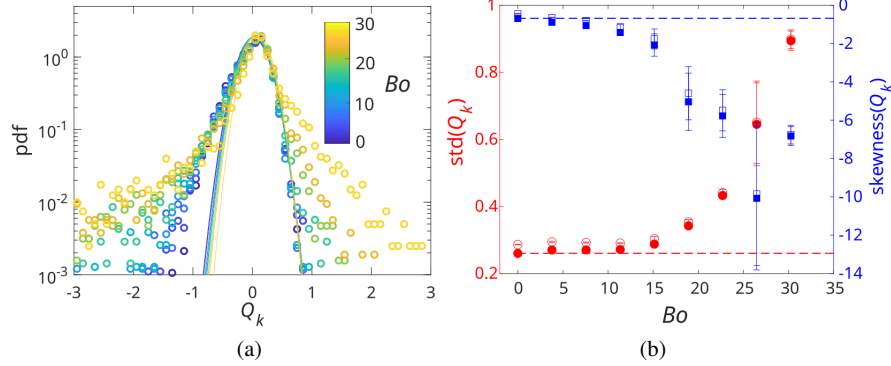 pdf
10⁰
10⁻¹
10⁻²
10⁻³
-3 -2 -1 0 1 2 3
Q_k
30
20
10
0
Bo
(a)
std(Q_k)
1
0.8
0.6
0.4
0.2
0 5 10 15 20 25 30 35
Bo
0
-2
-4
-6
-8
-10
-12
-14
skewness(Q_k)
(b)